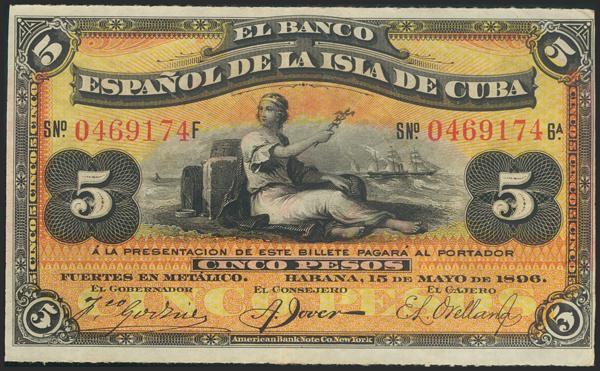 5 EL BANCO 5
ESPAÑOL DE LA ISLA DE CUBA
SNº 0469174F SNº 0469174 6A
5 5
Á LA PRESENTACION DE ESTE BILLETE PAGARÁ AL PORTADOR
CINCO PESOS
FUERTES EN METÁLICO. HABANA, 15 DE MAYO DE 1896.
EL GOBERNADOR EL CONSEJERO EL CAJERO
5 5
American Bank Note Co. New York